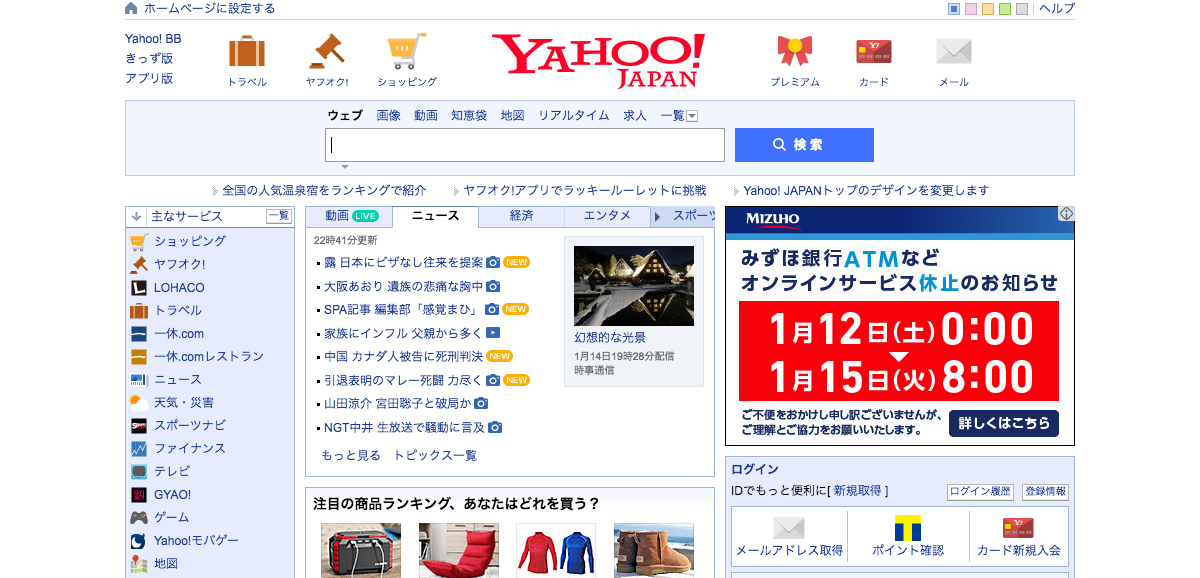 ホームページに設定する
ヘルプ
Yahoo! BB
きっず版
アプリ版
トラベル
ヤフオク!
ショッピング
YAHOO!
JAPAN
プレミアム
カード
メール
ウェブ 画像 動画 知恵袋 地図 リアルタイム 求人 一覧
検索
全国の人気温泉宿をランキングで紹介
ヤフオク!アプリでラッキールーレットに挑戦
Yahoo! JAPANトップのデザインを変更します
主なサービス 一覧
ショッピング
ヤフオク!
LOHACO
トラベル
一休.com
一休.comレストラン
ニュース
天気・災害
スポーツナビ
ファイナンス
テレビ
GYAO!
ゲーム
Yahoo!モバゲー
地図
動画 LIVE ニュース 経済 エンタメ スポーツ
22時41分更新
露 日本にビザなし往来を提案 NEW
大阪あおり 遺族の悲痛な胸中
SPA記事 編集部「感覚まひ」 NEW
家族にインフル 父親から多く
中国 カナダ人被告に死刑判決 NEW
引退表明のマレー死闘 力尽く NEW
山田涼介 宮田聡子と破局か
NGT中井 生放送で騒動に言及
もっと見る トピックス一覧
幻想的な光景
1月14日19時28分配信
時事通信
注目の商品ランキング、あなたはどれを買う？
MIZUHO
みずほ銀行ATMなど
オンラインサービス休止のお知らせ
1月12日(土)0:00
1月15日(火)8:00
ご不便をおかけし申し訳ございませんが、
ご理解とご協力をお願いいたします。
詳しくはこちら
ログイン
IDでもっと便利に[ 新規取得 ]
ログイン履歴 登録情報
メールアドレス取得
ポイント確認
カード新規入会